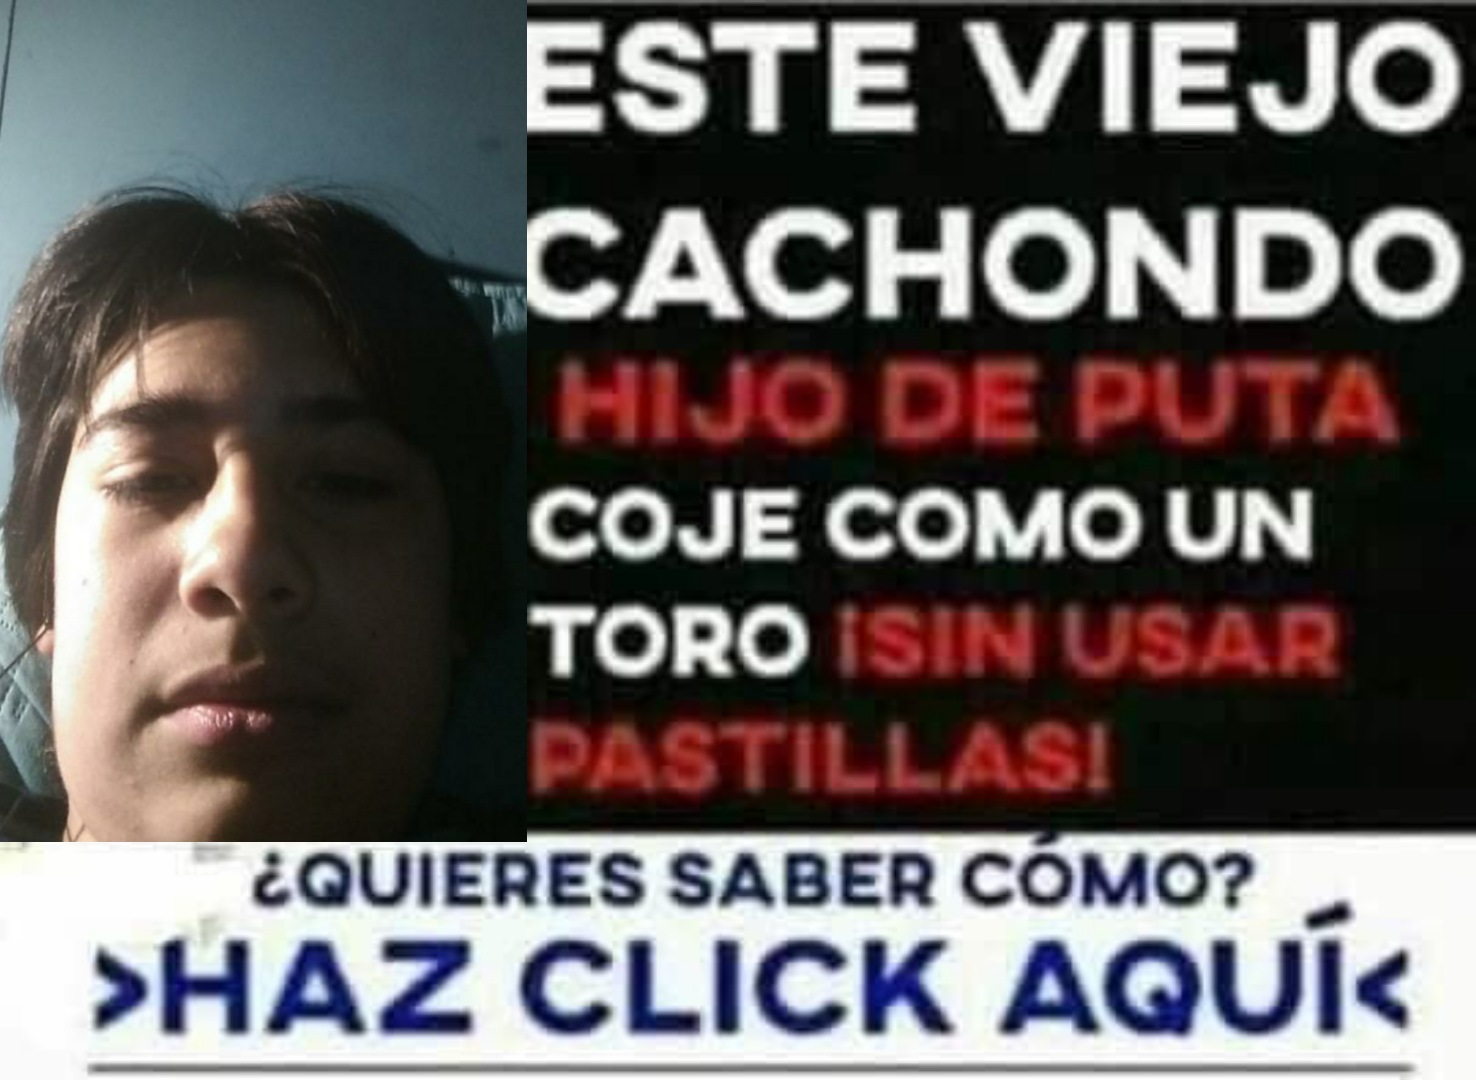 ESTE VIEJO
CACHONDO
HIJO DE PUTA
COJE COMO UN
TORO ¡SIN USAR
PASTILLAS!
¿QUIERES SABER CÓMO?
>HAZ CLICK AQUÍ<